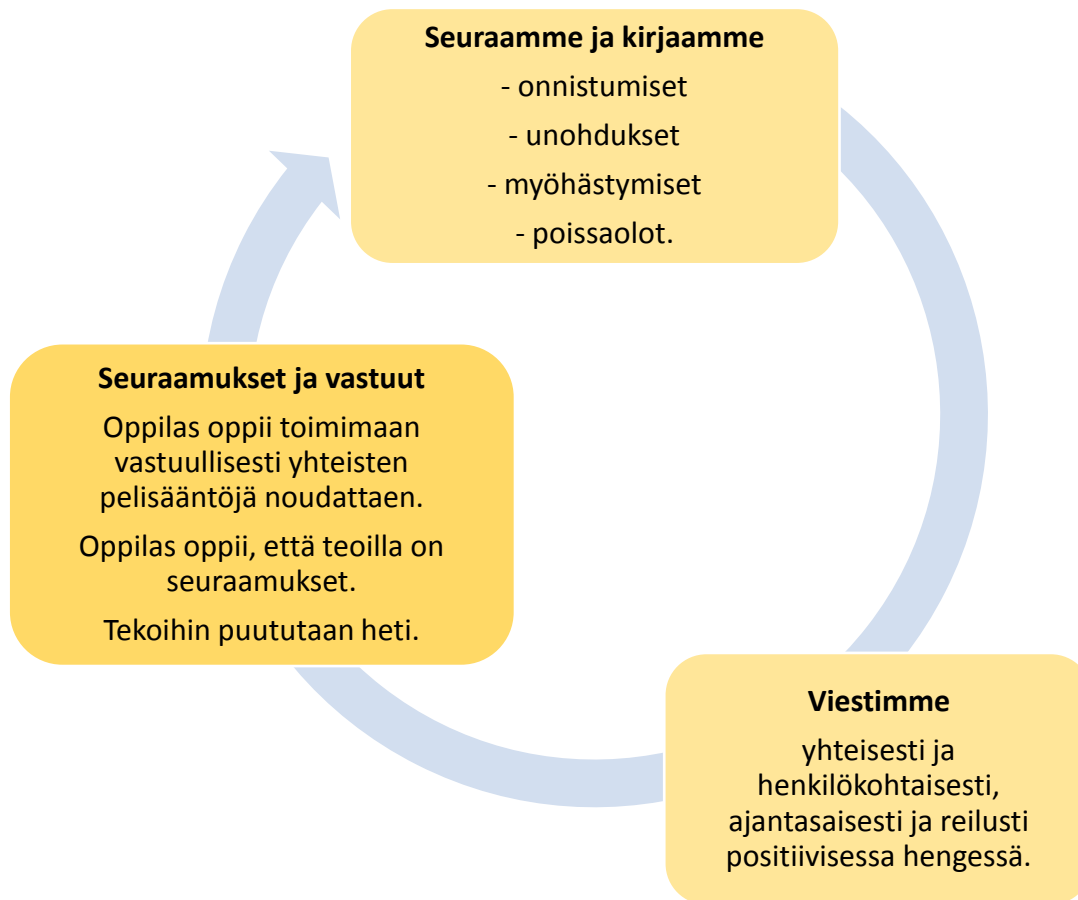 Seuraamme ja kirjaamme
- onnistumiset
- unohdukset
- myöhästymiset
- poissaolot.
Seuraamukset ja vastuut
Oppilas oppii toimimaan
vastuullisesti yhteisten
pelisääntöjä noudattaen.
Oppilas oppii, että teoilla on
seuraamukset.
Tekoihin puututaan heti.
Viestimme
yhteisesti ja
henkilökohtaisesti,
ajantasaisesti ja reilusti
positiivisessa hengessä.